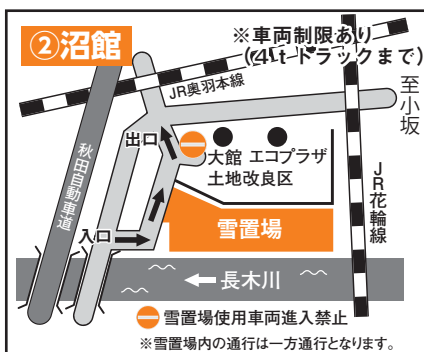 ②沼館
※車両制限あり
(4t トラックまで)
JR奥羽本線
至小坂
秋田自動車道
出口
大館
土地改良区
エコプラザ
JR花輪線
入口
雪置場
←長木川
雪置場使用車両進入禁止
※雪置場内の通行は一方通行となります。